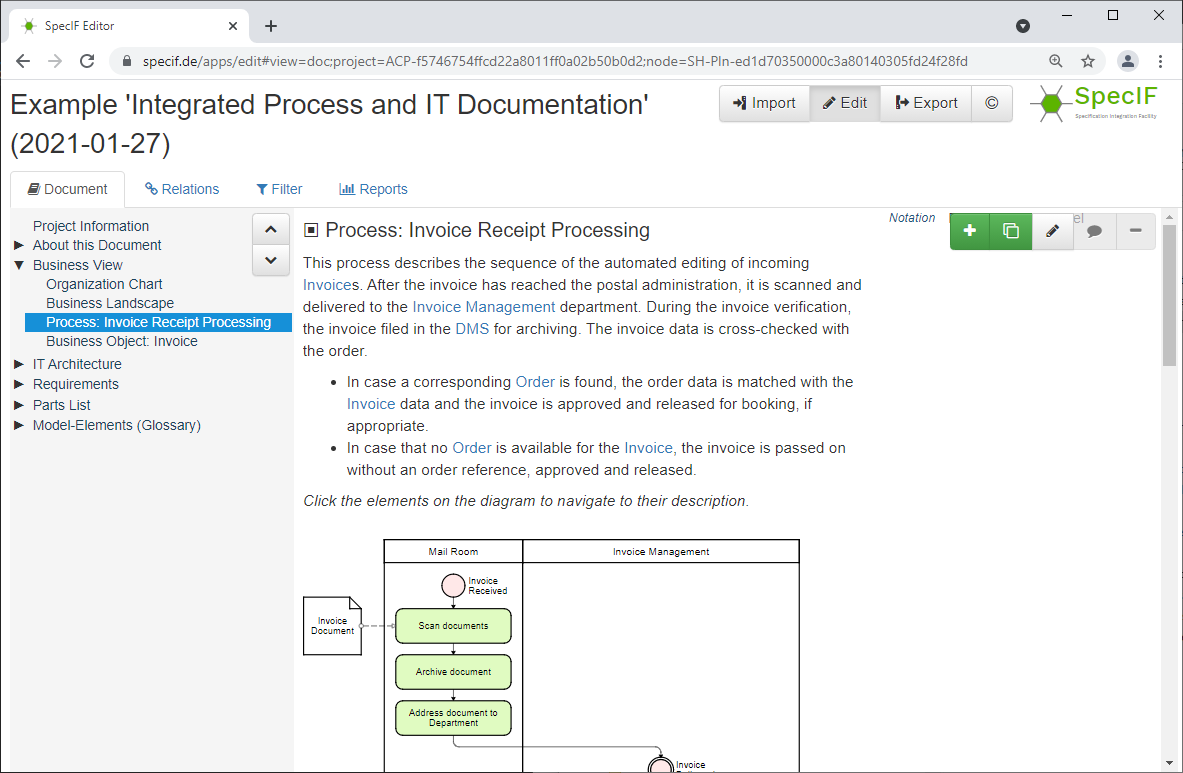 SpecIF Editor
specif.de/apps/edit#view=doc;project=ACP-f5746754ffcd22a8011ff0a02b50b0d2;node=SH-Pln-ed1d70350000c3a80140305fd24f28fd
Example 'Integrated Process and IT Documentation'
(2021-01-27)
Import
Edit
Export
©
SpecIF
Specification Integration Facility
Document
Relations
Filter
Reports
Project Information
About this Document
Business View
Organization Chart
Business Landscape
Process: Invoice Receipt Processing
Business Object: Invoice
IT Architecture
Requirements
Parts List
Model-Elements (Glossary)
Process: Invoice Receipt Processing
Notation
This process describes the sequence of the automated editing of incoming
Invoices. After the invoice has reached the postal administration, it is scanned and
delivered to the Invoice Management department. During the invoice verification,
the invoice filed in the DMS for archiving. The invoice data is cross-checked with
the order.
• In case a corresponding Order is found, the order data is matched with the
Invoice data and the invoice is approved and released for booking, if
appropriate.
• In case that no Order is available for the Invoice, the invoice is passed on
without an order reference, approved and released.
Click the elements on the diagram to navigate to their description.
Mail Room
Invoice Management
Invoice
Received
Invoice
Document
Scan documents
Archive document
Address document to
Department
Invoice